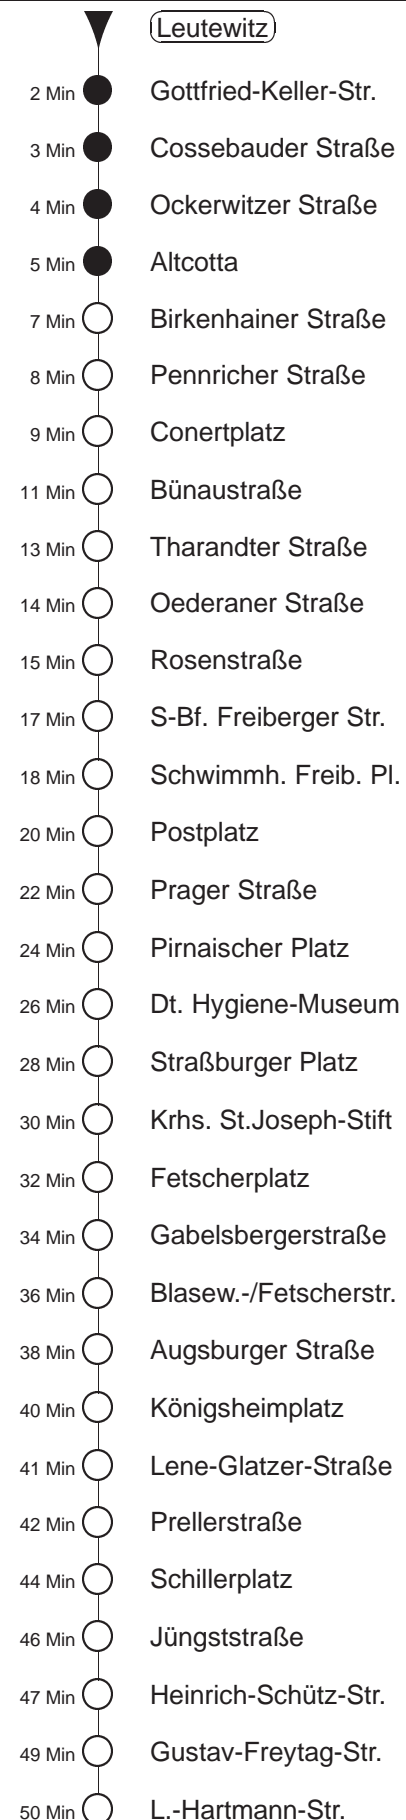 Leutewitz
2 Min Gottfried-Keller-Str.
3 Min Cossebauder Straße
4 Min Ockerwitzer Straße
5 Min Altcotta
7 Min Birkenhainer Straße
8 Min Pennricher Straße
9 Min Conertplatz
11 Min Bünaustraße
13 Min Tharandter Straße
14 Min Oederaner Straße
15 Min Rosenstraße
17 Min S-Bf. Freiberger Str.
18 Min Schwimmh. Freib. Pl.
20 Min Postplatz
22 Min Prager Straße
24 Min Pirnaischer Platz
26 Min Dt. Hygiene-Museum
28 Min Straßburger Platz
30 Min Krhs. St.Joseph-Stift
32 Min Fetscherplatz
34 Min Gabelsbergerstraße
36 Min Blasew.-/Fetscherstr.
38 Min Augsburger Straße
40 Min Königsheimplatz
41 Min Lene-Glatzer-Straße
42 Min Prellerstraße
44 Min Schillerplatz
46 Min Jüngststraße
47 Min Heinrich-Schütz-Str.
49 Min Gustav-Freytag-Str.
50 Min L.-Hartmann-Str.